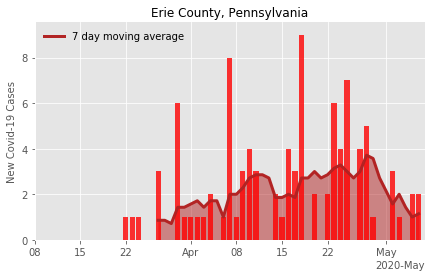 Erie County, Pennsylvania
7 day moving average
New Covid-19 Cases
8
6
4
2
0
08 15 22 Apr 08 15 22 May
2020-May